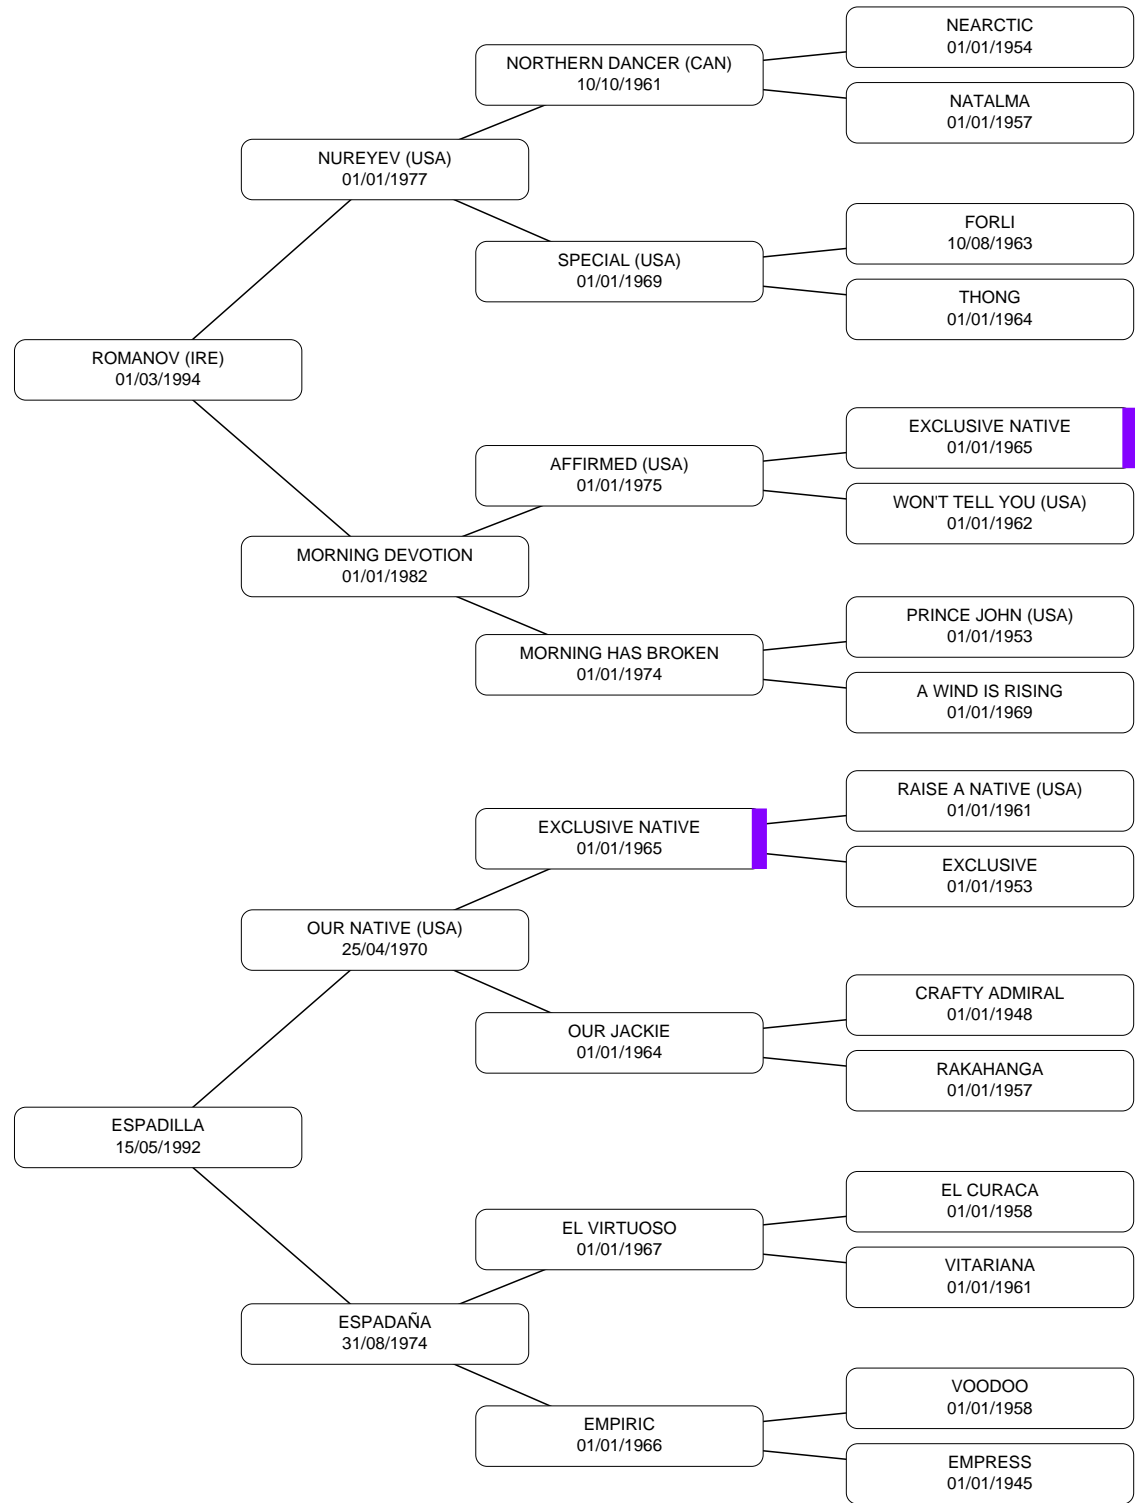 NEARCTIC
01/01/1954
NORTHERN DANCER (CAN)
10/10/1961
NATALMA
01/01/1957
NUREYEV (USA)
01/01/1977
FORLI
10/08/1963
SPECIAL (USA)
01/01/1969
THONG
01/01/1964
ROMANOV (IRE)
01/03/1994
EXCLUSIVE NATIVE
01/01/1965
AFFIRMED (USA)
01/01/1975
WON'T TELL YOU (USA)
01/01/1962
MORNING DEVOTION
01/01/1982
PRINCE JOHN (USA)
01/01/1953
MORNING HAS BROKEN
01/01/1974
A WIND IS RISING
01/01/1969
RAISE A NATIVE (USA)
01/01/1961
EXCLUSIVE NATIVE
01/01/1965
EXCLUSIVE
01/01/1953
OUR NATIVE (USA)
25/04/1970
CRAFTY ADMIRAL
01/01/1948
OUR JACKIE
01/01/1964
RAKAHANGA
01/01/1957
ESPADILLA
15/05/1992
EL CURACA
01/01/1958
EL VIRTUOSO
01/01/1967
VITARIANA
01/01/1961
ESPADAÑA
31/08/1974
VOODOO
01/01/1958
EMPIRIC
01/01/1966
EMPRESS
01/01/1945